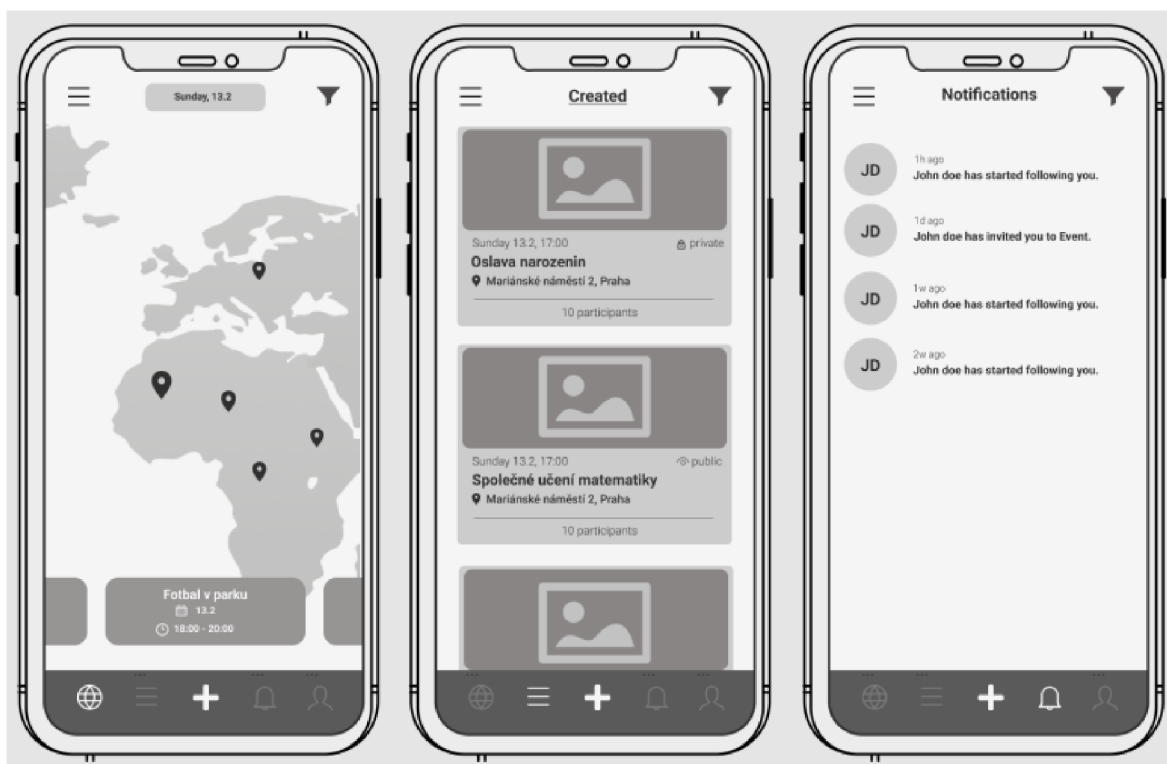 Sunday, 13.2
Fotbal v parku
13.2
18:00 - 20:00
Created
Sunday 13.2, 17:00
private
Oslava narozenin
Mariánské náměstí 2, Praha
10 participants
Sunday 13.2, 17:00
public
Společné učení matematiky
Mariánské náměstí 2, Praha
10 participants
Notifications
JD
1h ago
John doe has started following you.
JD
1d ago
John doe has invited you to Event.
JD
1w ago
John doe has started following you.
JD
2w ago
John doe has started following you.